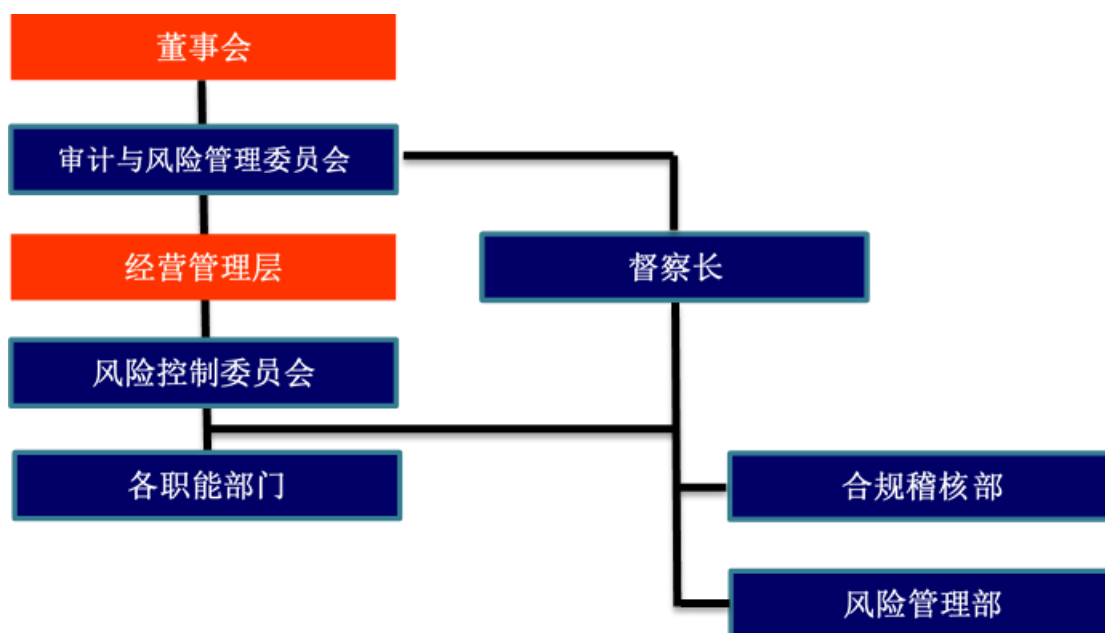 董事会
审计与风险管理委员会
经营管理层
督察长
风险控制委员会
各职能部门
合规稽核部
风险管理部